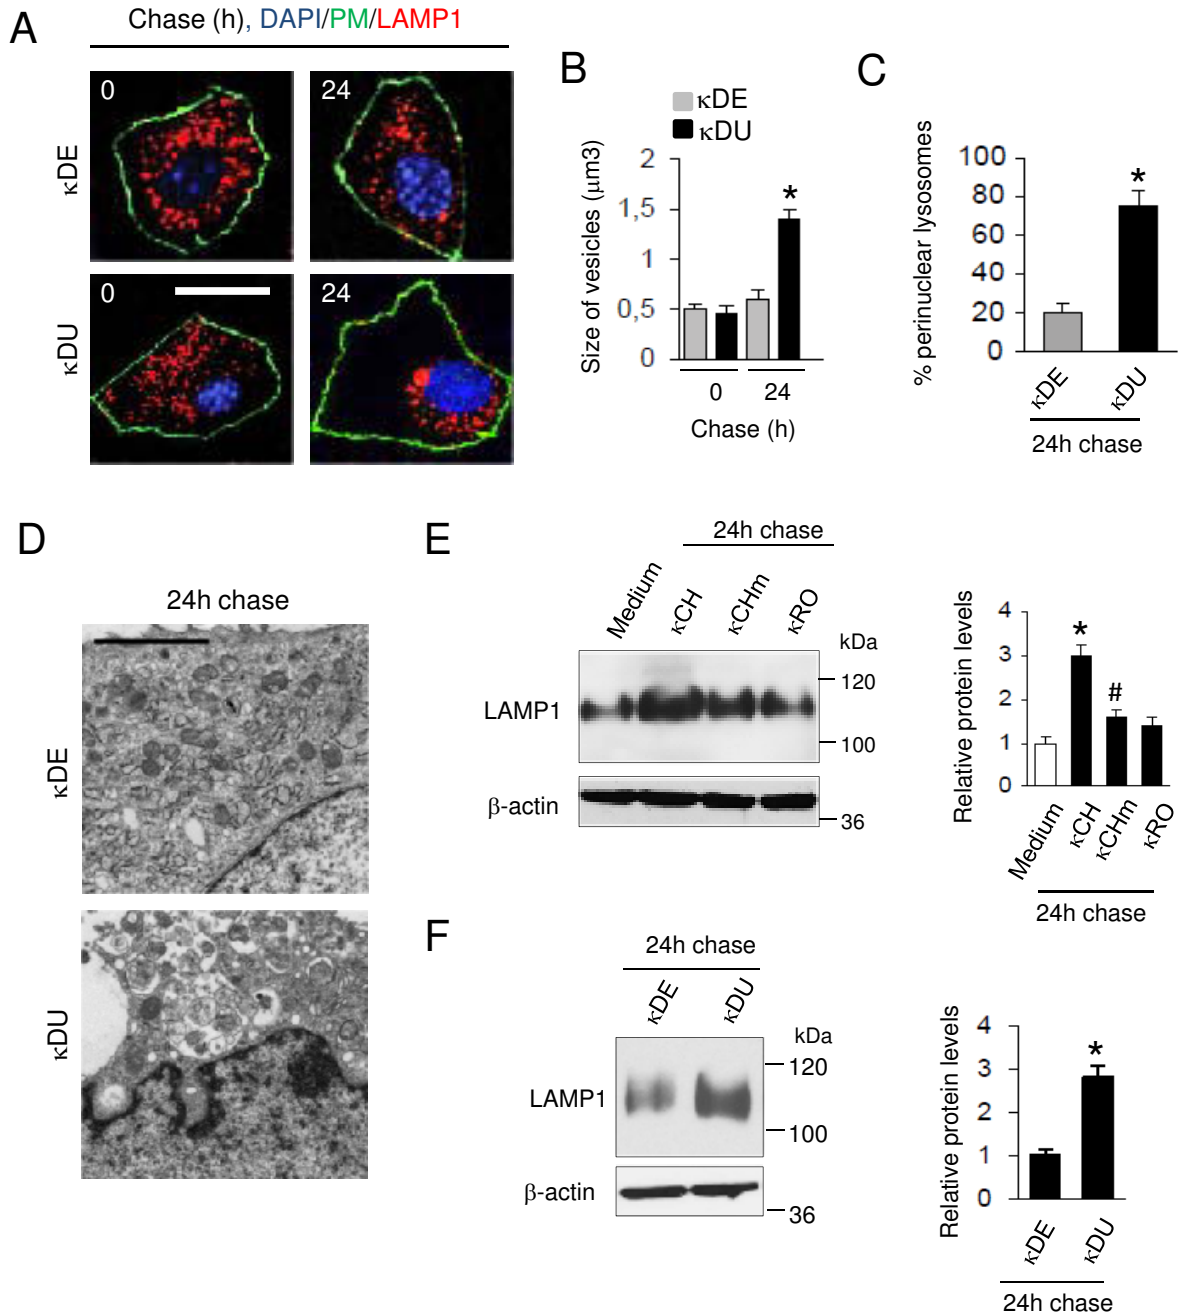 A
Chase (h), DAPI/PM/LAMP1
κDE
0
24
κDU
0
24
B
κDE
κDU
Size of vesicles (μm3)
2
1,5
1
0,5
0
*
0
24
Chase (h)
C
% perinuclear lysosomes
100
80
60
40
20
0
*
κDE
κDU
24h chase
D
24h chase
κDE
κDU
E
24h chase
Medium
κCH
κCHm
κRO
kDa
LAMP1
120
100
β-actin
36
Relative protein levels
4
3
2
1
0
*
#
Medium
κCH
κCHm
κRO
24h chase
F
24h chase
κDE
κDU
kDa
LAMP1
120
100
β-actin
36
Relative protein levels
4
3
2
1
0
*
κDE
κDU
24h chase